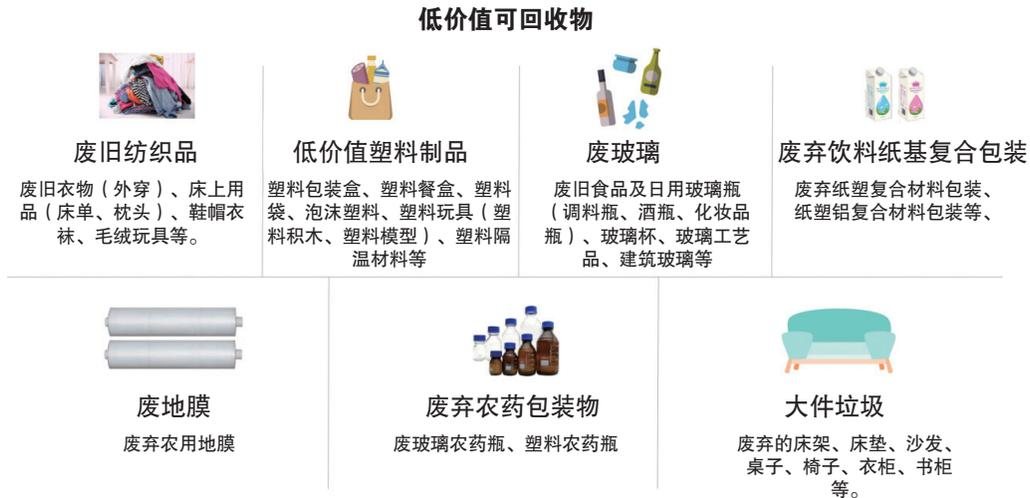 低价值可回收物
废旧纺织品
废旧衣物（外穿）、床上用
品（床单、枕头）、鞋帽衣
袜、毛绒玩具等。
低价值塑料制品
塑料包装盒、塑料餐盒、塑料
袋、泡沫塑料、塑料玩具（塑
料积木、塑料模型）、塑料隔
温材料等
废玻璃
废旧食品及日用玻璃瓶
（调料瓶、酒瓶、化妆品
瓶）、玻璃杯、玻璃工艺
品、建筑玻璃等
废弃饮料纸基复合包装
废弃纸塑复合材料包装、
纸塑铝复合材料包装等、
废地膜
废弃农用地膜
废弃农药包装物
废玻璃农药瓶、塑料农药瓶
大件垃圾
废弃的床架、床垫、沙发、
桌子、椅子、衣柜、书柜
等。